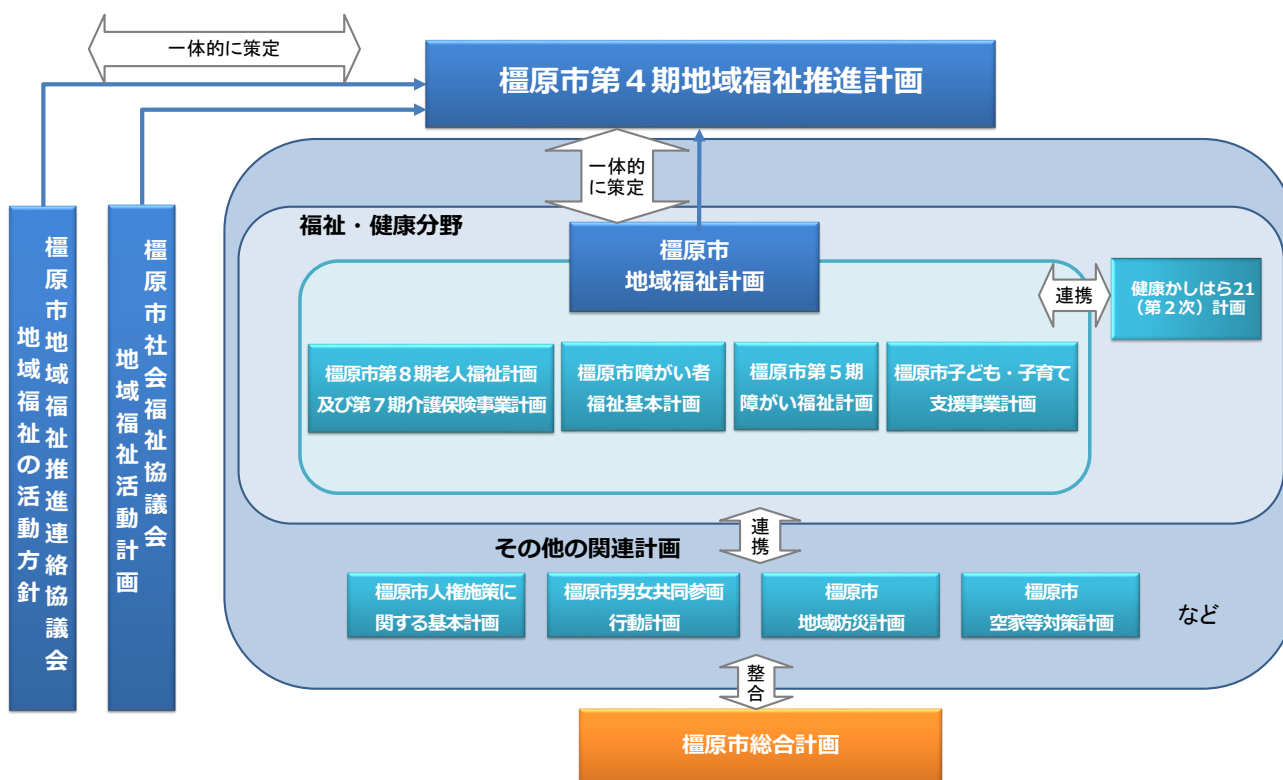 一体的に策定
橿原市第４期地域福祉推進計画
一体的
に策定
福祉・健康分野
橿原市
地域福祉計画
連携
健康かしはら21
（第２次）計画
橿原市地域福祉推進連絡協議会
地域福祉の活動方針
橿原市社会福祉協議会
地域福祉活動計画
橿原市第８期老人福祉計画
及び第７期介護保険事業計画
橿原市障がい者
福祉基本計画
橿原市第５期
障がい福祉計画
橿原市子ども・子育て
支援事業計画
連携
その他の関連計画
橿原市人権施策に
関する基本計画
橿原市男女共同参画
行動計画
橿原市
地域防災計画
橿原市
空家等対策計画
など
整合
橿原市総合計画